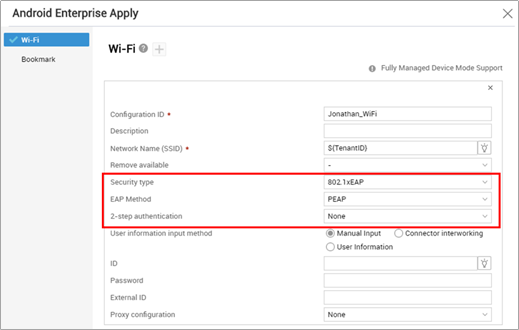 Android Enterprise Apply
Wi-Fi
Bookmark
Wi-Fi
Fully Managed Device Mode Support
Configuration ID Jonathan_WiFi
Description
Network Name (SSID) ${TenantID}
Remove available -
Security type 802.1xEAP
EAP Method PEAP
2-step authentication None
User information input method Manual Input Connector interworking
User Information
ID
Password
External ID
Proxy configuration None